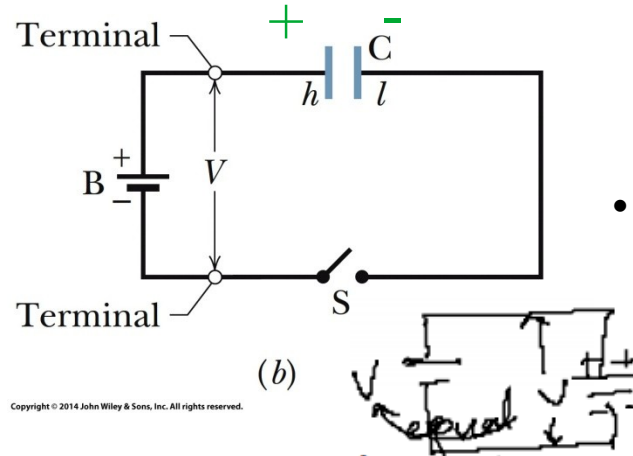 + -
Terminal
C
h l
+
B V
-
S
Terminal
(b)
+ +
V V
- -
equal
Copyright © 2014 John Wiley & Sons, Inc. All rights reserved.